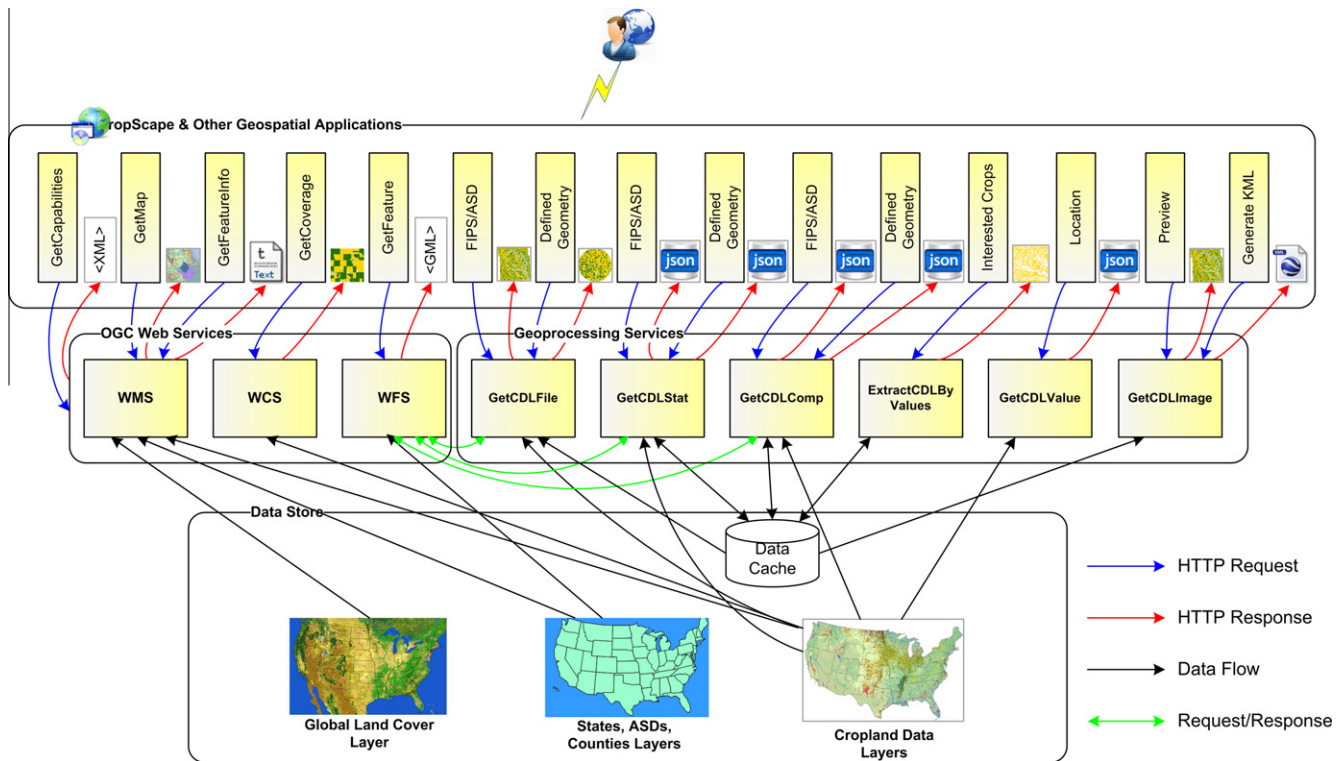 ropScape & Other Geospatial Applications
GetCapabilities
<XML>
GetMap
GetFeatureInfo
t
Text
GetCoverage
GetFeature
<GML>
FIPS/ASD
Defined
Geometry
FIPS/ASD
json
Defined
Geometry
json
FIPS/ASD
json
Defined
Geometry
json
Interested Crops
Location
json
Preview
Generate KML
OGC Web Services
Geoprocessing Services
WMS
WCS
WFS
GetCDLFile
GetCDLStat
GetCDLComp
ExtractCDLBy
Values
GetCDLValue
GetCDLImage
Data Store
Data
Cache
HTTP Request
HTTP Response
Data Flow
Request/Response
Global Land Cover
Layer
States, ASDs,
Counties Layers
Cropland Data
Layers